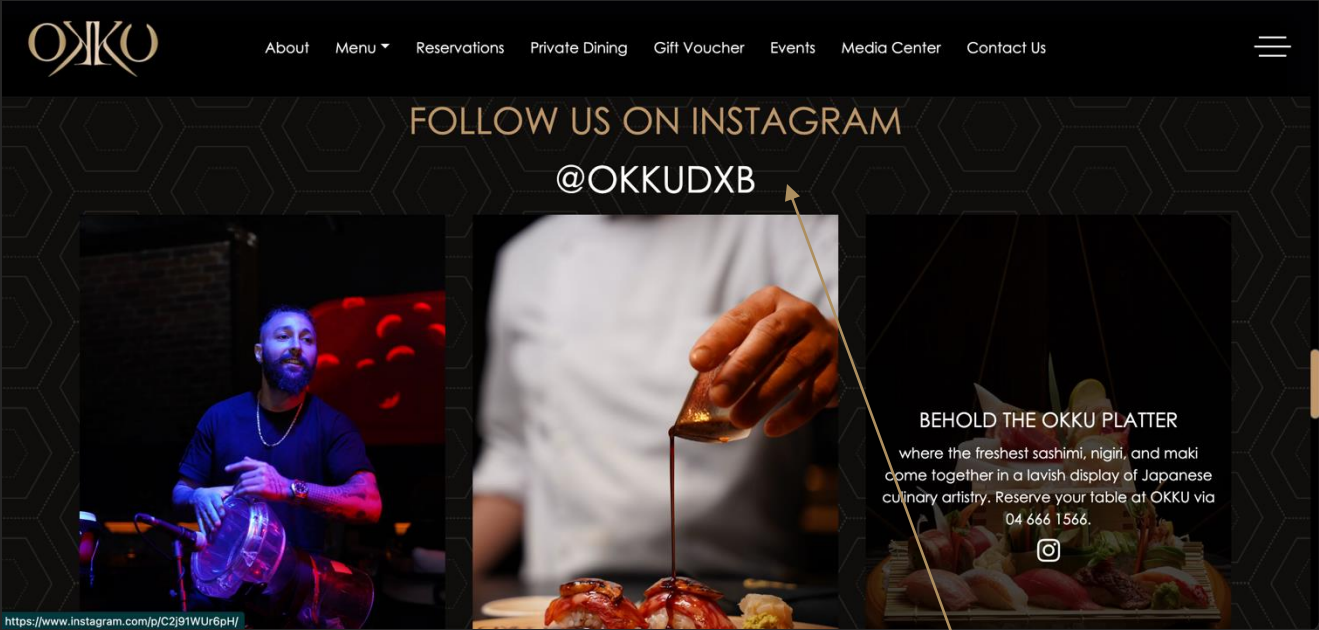 OKKU
About Menu Reservations Private Dining Gift Voucher Events Media Center Contact Us
FOLLOW US ON INSTAGRAM
@OKKUDXB
BEHOLD THE OKKU PLATTER
where the freshest sashimi, nigiri, and maki
come together in a lavish display of Japanese
culinary artistry. Reserve your table at OKKU via
04 666 1566.
https://www.instagram.com/p/C2j91WUr6pH/